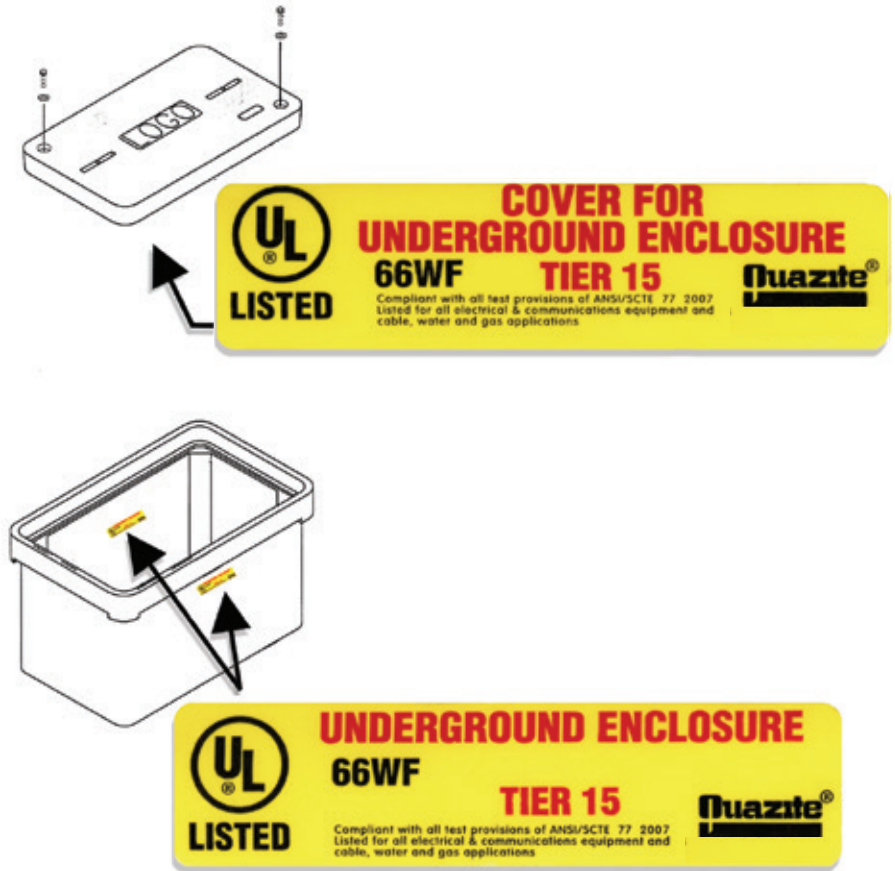 LOGO
UL
®
LISTED
COVER FOR
UNDERGROUND ENCLOSURE
66WF TIER 15
Compliant with all test provisions of ANSI/SCTE 77 2007
Listed for all electrical & communications equipment and
cable, water and gas applications
Quazite®
UL
®
LISTED
UNDERGROUND ENCLOSURE
66WF
TIER 15
Compliant with all test provisions of ANSI/SCTE 77 2007
Listed for all electrical & communications equipment and
cable, water and gas applications
Quazite®